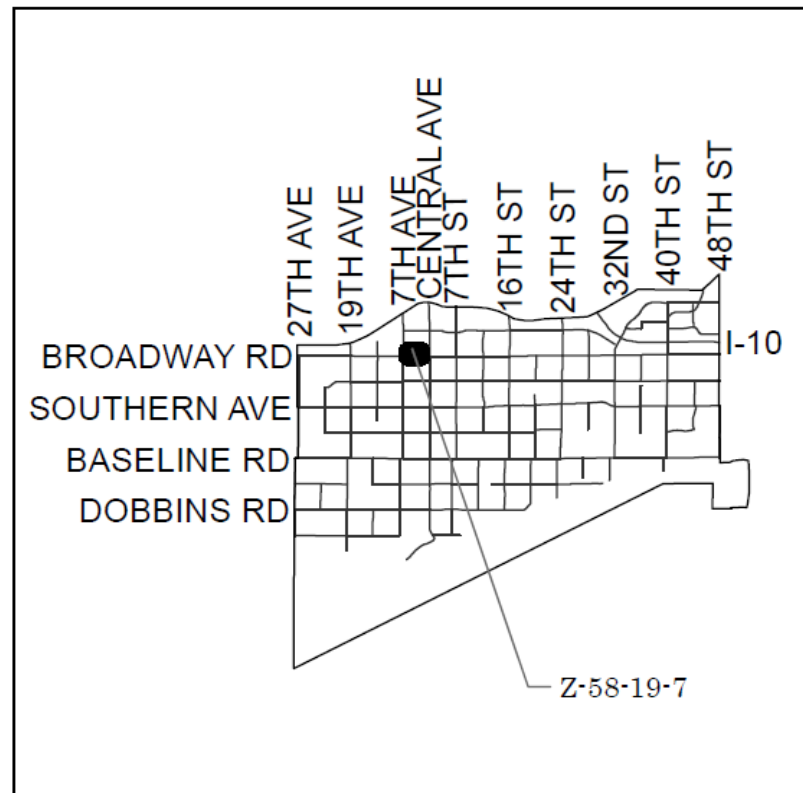 27TH AVE
19TH AVE
7TH AVE
CENTRAL AVE
7TH ST
16TH ST
24TH ST
32ND ST
40TH ST
48TH ST
BROADWAY RD
I-10
SOUTHERN AVE
BASELINE RD
DOBBINS RD
Z-58-19-7